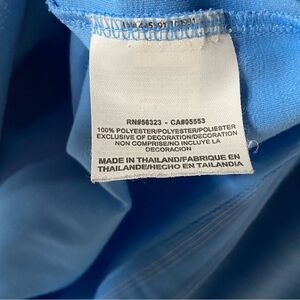 RN#56323 - CA#05553
100% POLYESTER/POLYESTER/POLIESTER
EXCLUSIVE OF DECORATION/DECORATION
NON COMPRISE/NO INCLUYE LA
DECORACION
MADE IN THAILAND/FABRIQUE EN
THAILANDE/HECHO EN TAILANDIA